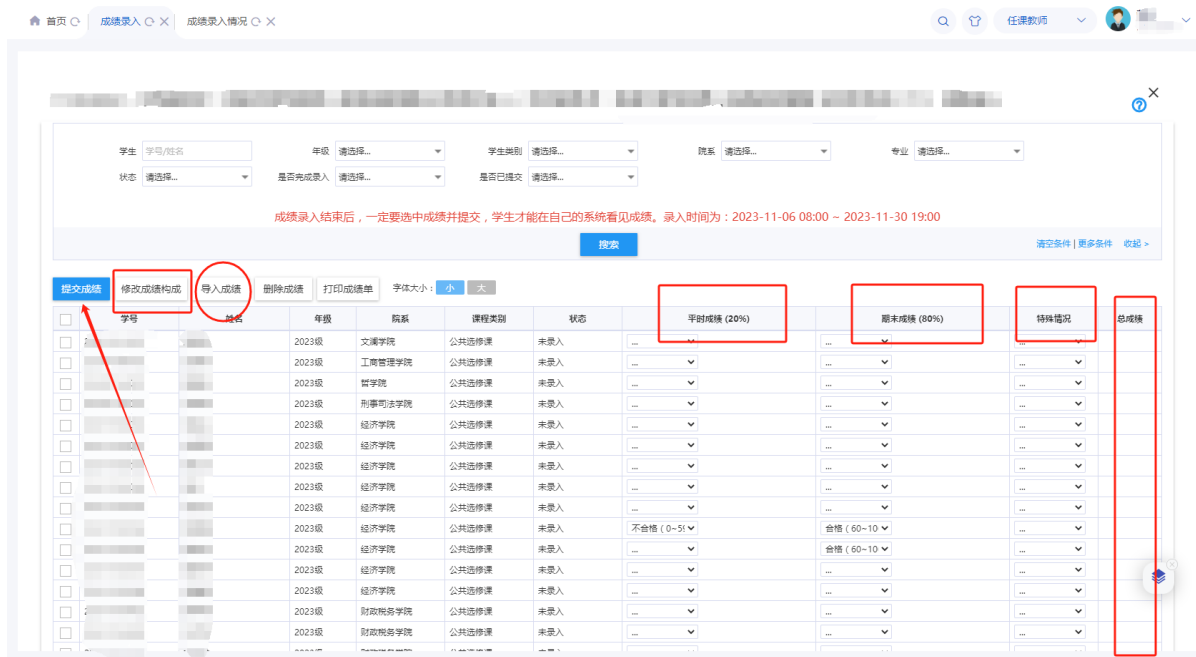 首页 成绩录入 成绩录入情况 任课教师
学生 学号/姓名 年级 请选择... 学生类别 请选择... 院系 请选择... 专业 请选择...
状态 请选择... 是否完成录入 请选择... 是否已提交 请选择...
成绩录入结束后，一定要选中成绩并提交，学生才能在自己的系统看见成绩。录入时间为：2023-11-06 08:00 ~ 2023-11-30 19:00
搜索 清空条件 | 更多条件 收起 >
提交成绩 修改成绩构成 导入成绩 删除成绩 打印成绩单 字体大小： 小 大
学号 姓名 年级 院系 课程类别 状态 平时成绩 (20%) 期末成绩 (80%) 特殊情况 总成绩
2023级 文澜学院 公共选修课 未录入 ... ... ...
2023级 工商管理学院 公共选修课 未录入 ... ... ...
2023级 哲学院 公共选修课 未录入 ... ... ...
2023级 刑事司法学院 公共选修课 未录入 ... ... ...
2023级 经济学院 公共选修课 未录入 ... ... ...
2023级 经济学院 公共选修课 未录入 ... ... ...
2023级 经济学院 公共选修课 未录入 ... ... ...
2023级 经济学院 公共选修课 未录入 ... ... ...
2023级 经济学院 公共选修课 未录入 ... ... ...
2023级 经济学院 公共选修课 未录入 不合格 ( 0~59 合格 ( 60~10 ...
2023级 经济学院 公共选修课 未录入 ... 合格 ( 60~10 ...
2023级 经济学院 公共选修课 未录入 ... ... ...
2023级 经济学院 公共选修课 未录入 ... ... ...
2023级 财政税务学院 公共选修课 未录入 ... ... ...
2023级 财政税务学院 公共选修课 未录入 ... ... ...